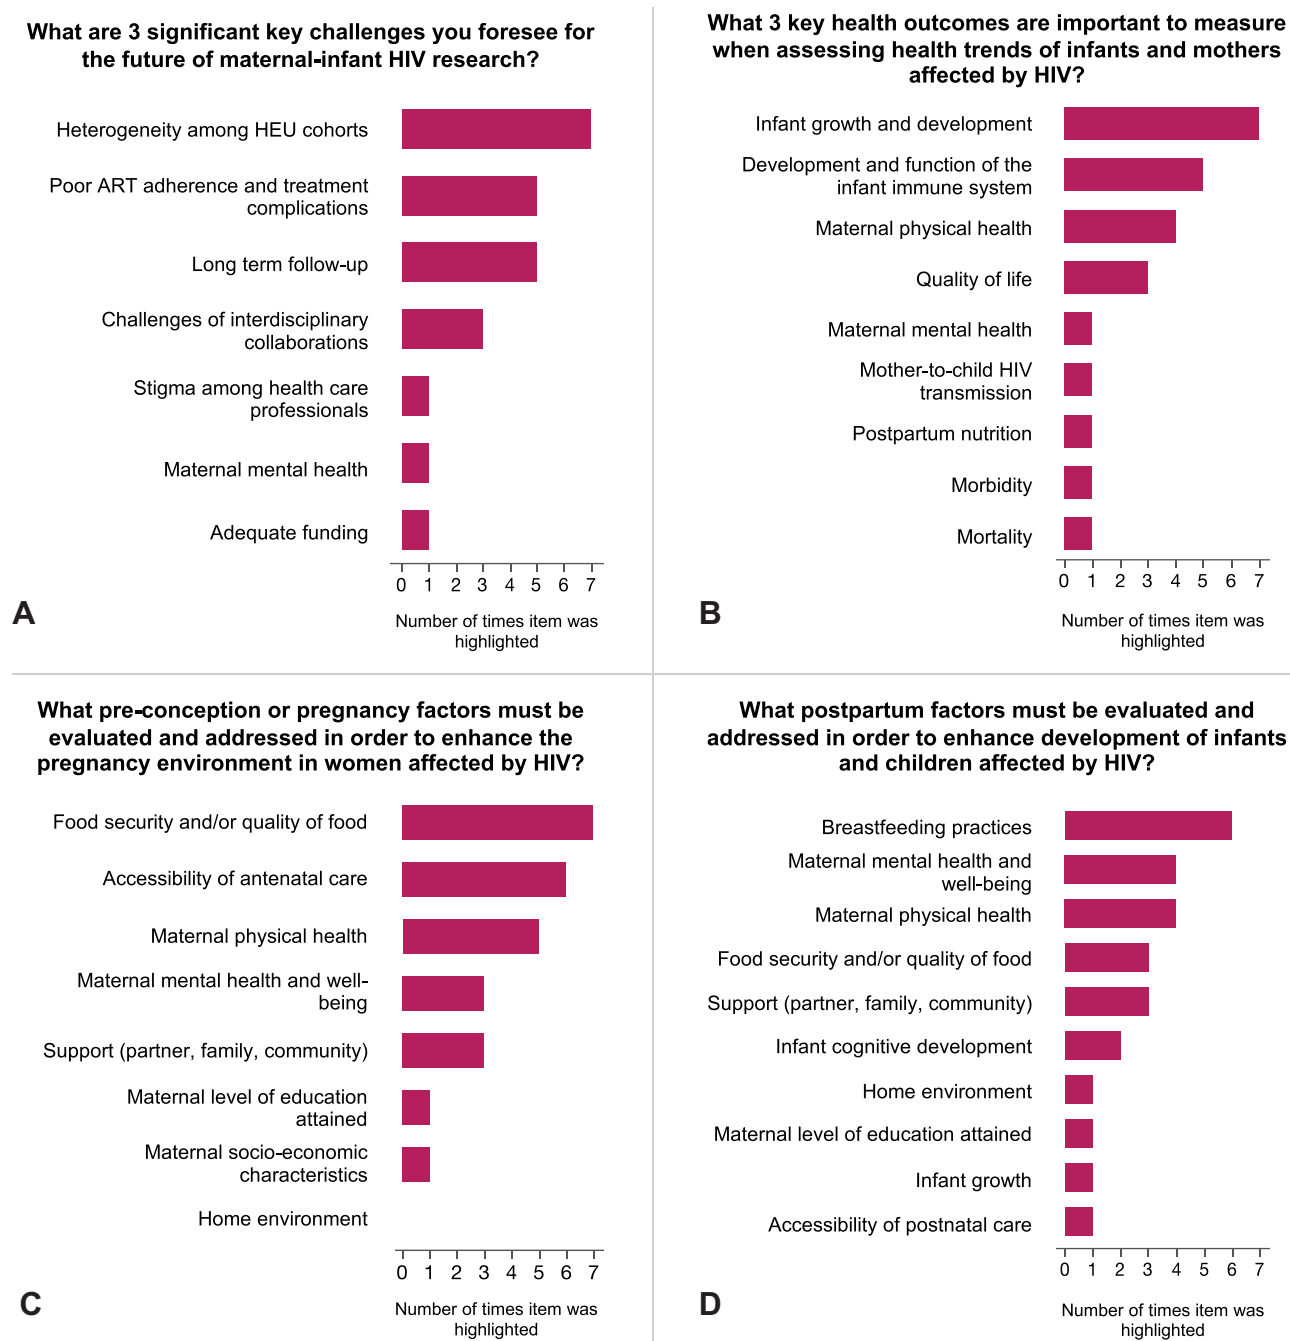 What are 3 significant key challenges you foresee for
the future of maternal-infant HIV research?
Heterogeneity among HEU cohorts
Poor ART adherence and treatment
complications
Long term follow-up
Challenges of interdisciplinary
collaborations
Stigma among health care
professionals
Maternal mental health
Adequate funding
0 1 2 3 4 5 6 7
Number of times item was
highlighted
A
What 3 key health outcomes are important to measure
when assessing health trends of infants and mothers
affected by HIV?
Infant growth and development
Development and function of the
infant immune system
Maternal physical health
Quality of life
Maternal mental health
Mother-to-child HIV
transmission
Postpartum nutrition
Morbidity
Mortality
0 1 2 3 4 5 6 7
Number of times item was
highlighted
B
What pre-conception or pregnancy factors must be
evaluated and addressed in order to enhance the
pregnancy environment in women affected by HIV?
Food security and/or quality of food
Accessibility of antenatal care
Maternal physical health
Maternal mental health and well-
being
Support (partner, family, community)
Maternal level of education
attained
Maternal socio-economic
characteristics
Home environment
0 1 2 3 4 5 6 7
Number of times item was
highlighted
C
What postpartum factors must be evaluated and
addressed in order to enhance development of infants
and children affected by HIV?
Breastfeeding practices
Maternal mental health and
well-being
Maternal physical health
Food security and/or quality of food
Support (partner, family, community)
Infant cognitive development
Home environment
Maternal level of education attained
Infant growth
Accessibility of postnatal care
0 1 2 3 4 5 6 7
Number of times item was
highlighted
D